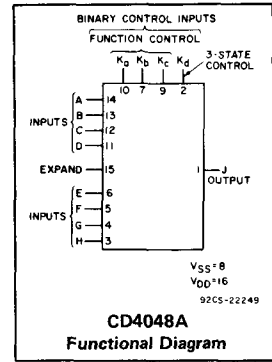 BINARY CONTROL INPUTS
FUNCTION CONTROL
Ka Kb Kc Kd
3-STATE CONTROL
10 7 9 2
A 14
B 13
INPUTS
C 12
D 11
EXPAND 15
1 J OUTPUT
E 6
INPUTS
F 5
G 4
H 3
VSS=8
VDD=16
92CS-22249
CD4048A
Functional Diagram